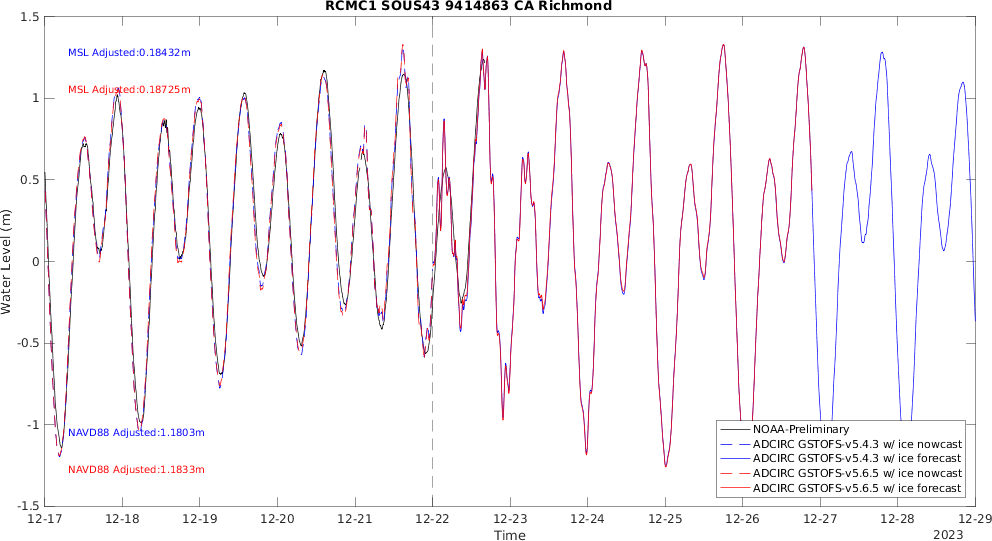 RCMC1 SOUS43 9414863 CA Richmond
1.5
MSL Adjusted:0.18432m
MSL Adjusted:0.18725m
1
0.5
0
-0.5
-1
-1.5
Water Level (m)
NAVD88 Adjusted:1.1803m
NAVD88 Adjusted:1.1833m
NOAA-Preliminary
ADCIRC GSTOFS-v5.4.3 w/ ice nowcast
ADCIRC GSTOFS-v5.4.3 w/ ice forecast
ADCIRC GSTOFS-v5.6.5 w/ ice nowcast
ADCIRC GSTOFS-v5.6.5 w/ ice forecast
12-17 12-18 12-19 12-20 12-21 12-22 12-23 12-24 12-25 12-26 12-27 12-28 12-29
Time
2023